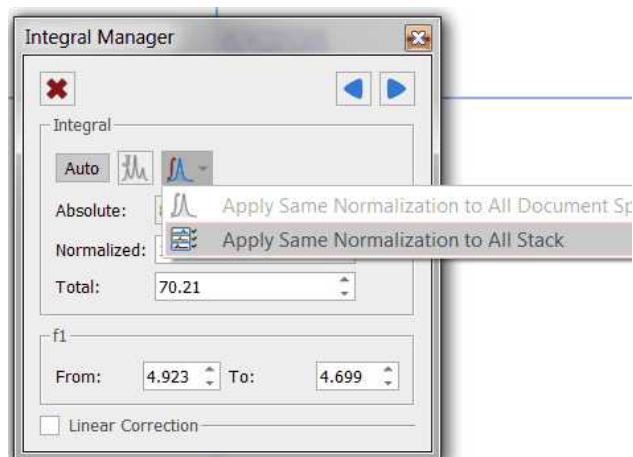 Integral Manager
Integral
Auto
Absolute:
Apply Same Normalization to All Document
Normalized:
Apply Same Normalization to All Stack
Total: 70.21
f1
From: 4.923 To: 4.699
Linear Correction